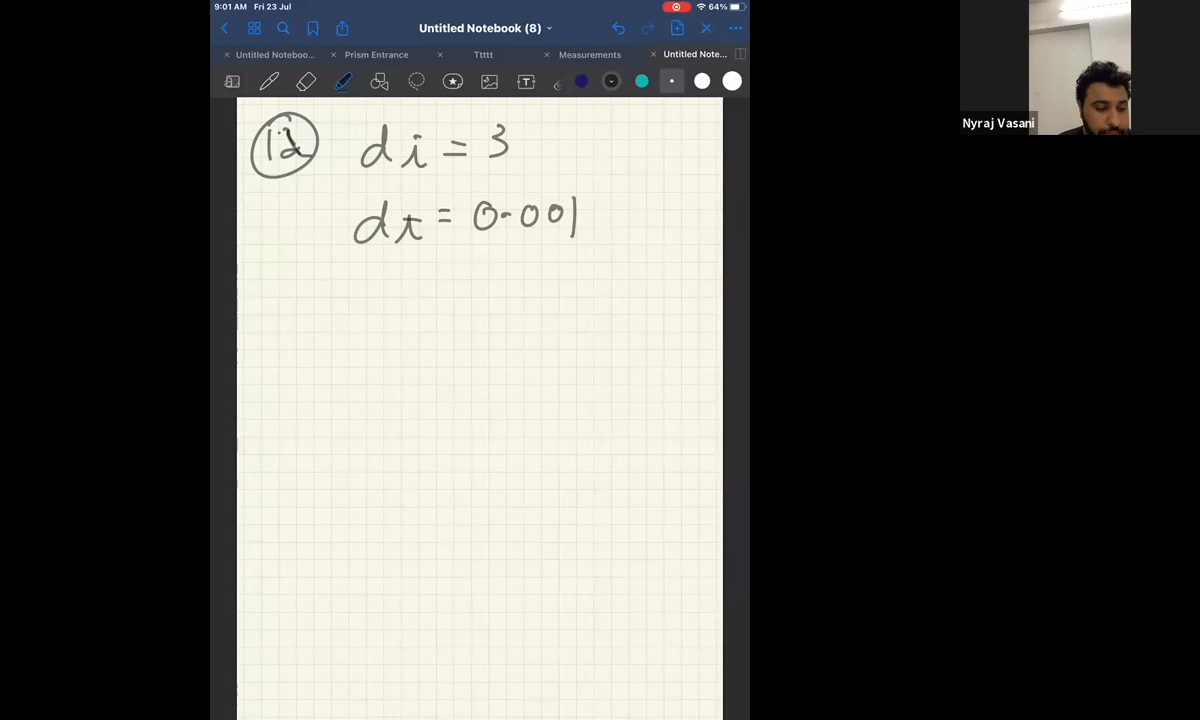 9:01 AM Fri 23 Jul
64%
Untitled Notebook (8)
Untitled Noteboo...
Prism Entrance
Ttttt
Measurements
Untitled Note...
T
12 di = 3
dt = 0.001
Nyraj Vasani